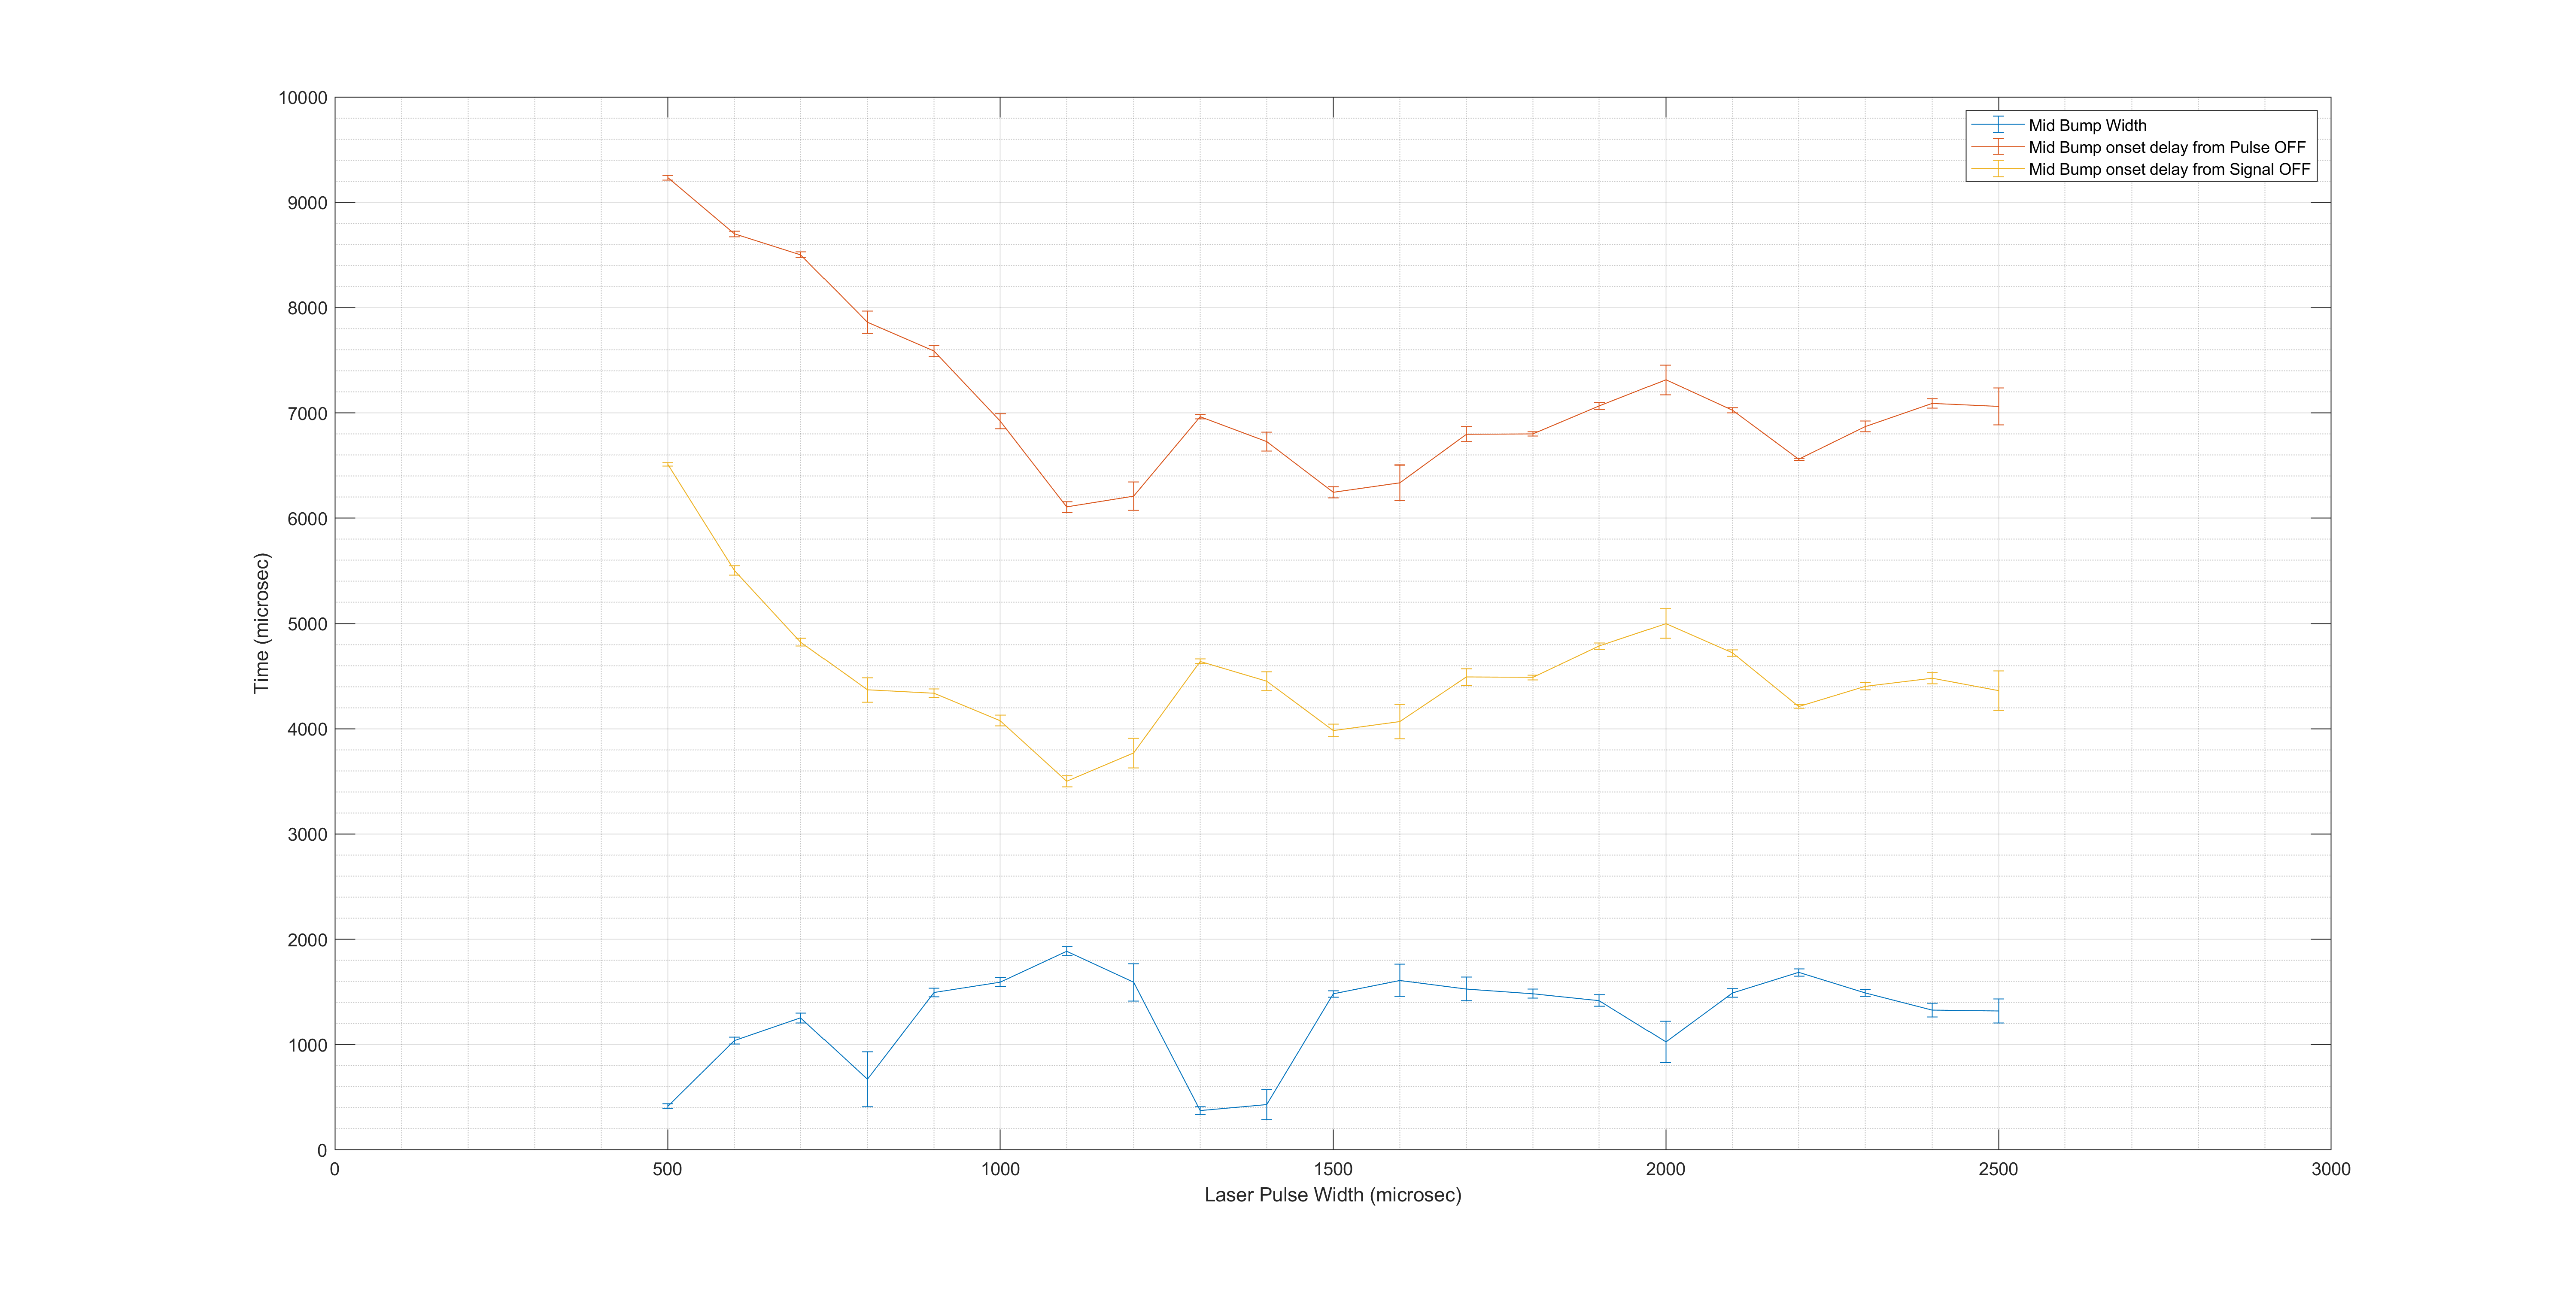 10000
9000
8000
7000
6000
5000
4000
3000
2000
1000
0
Time (microsec)
Mid Bump Width
Mid Bump onset delay from Pulse OFF
Mid Bump onset delay from Signal OFF
0 500 1000 1500 2000 2500 3000
Laser Pulse Width (microsec)